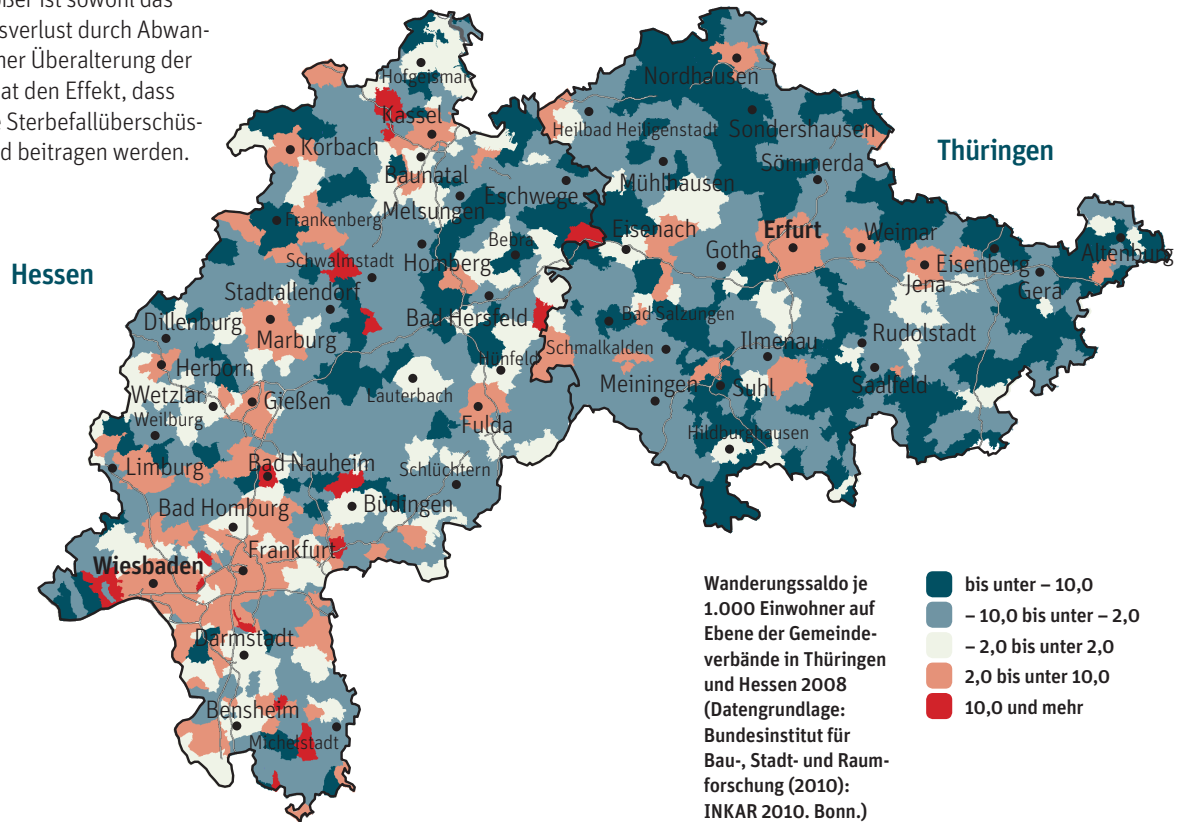 ößer ist sowohl das
sverlust durch Abwan-
ner Überalterung der
at den Effekt, dass
e Sterbefallüberschüs-
d beitragen werden.
Hessen
Thüringen
Hofgeismar
Kassel
Korbach
Baunatal
Melsungen
Eschwege
Frankenberg
Bebra
Schwalmstadt
Homberg
Stadtallendorf
Bad Hersfeld
Dillenburg
Marburg
Herborn
Hünfeld
Lauterbach
Wetzlar
Gießen
Weilburg
Fulda
Limburg
Bad Nauheim
Schlüchtern
Bad Homburg
Büdingen
Frankfurt
Wiesbaden
Darmstadt
Bensheim
Michelstadt
Nordhausen
Heilbad Heiligenstadt
Sondershausen
Sömmerda
Mühlhausen
Eisenach
Gotha
Erfurt
Weimar
Jena
Eisenberg
Gera
Altenburg
Bad Salzungen
Schmalkalden
Ilmenau
Rudolstadt
Meiningen
Suhl
Saalfeld
Hildburghausen
Wanderungssaldo je
1.000 Einwohner auf
Ebene der Gemeinde-
verbände in Thüringen
und Hessen 2008
(Datengrundlage:
Bundesinstitut für
Bau-, Stadt- und Raum-
forschung (2010):
INKAR 2010. Bonn.)
bis unter – 10,0
– 10,0 bis unter – 2,0
– 2,0 bis unter 2,0
2,0 bis unter 10,0
10,0 und mehr